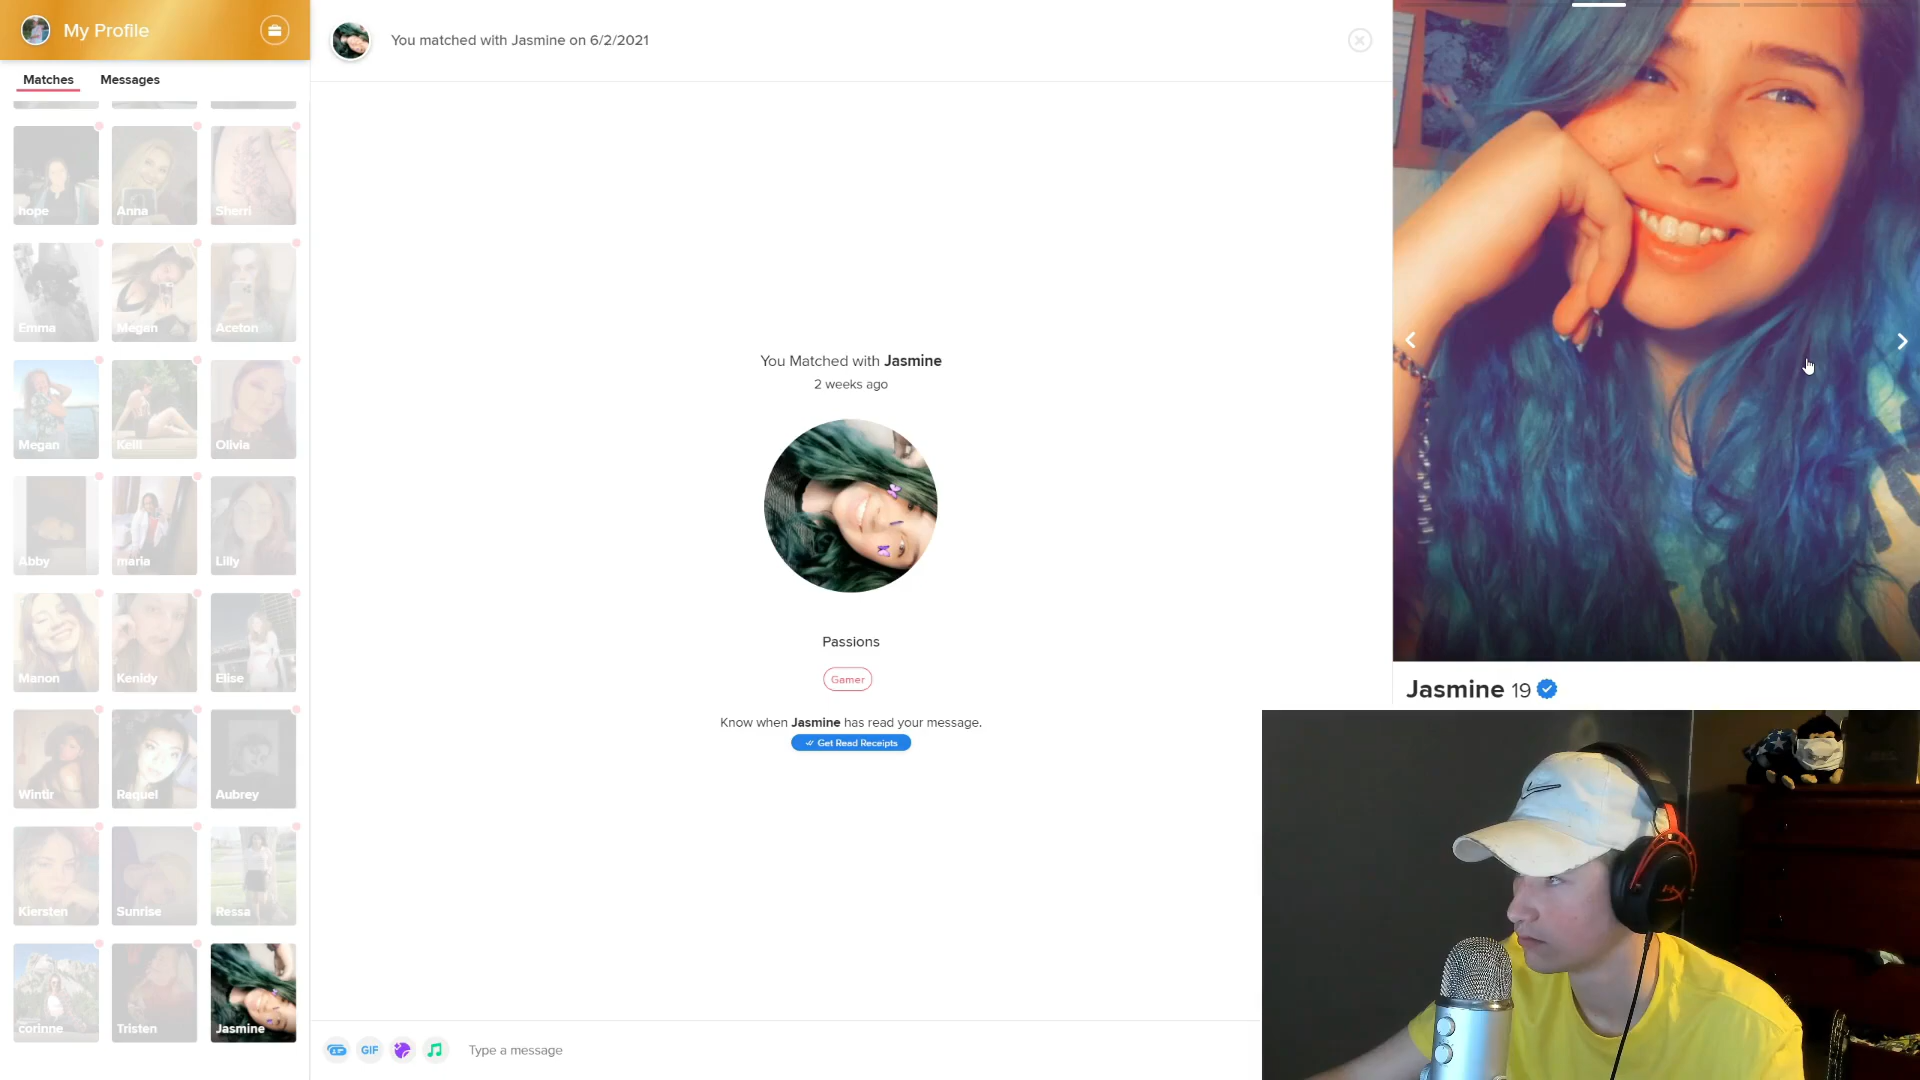 My Profile
Matches Messages
hope Anna Sherri
Emma Megan Aceton
Megan Kelli Olivia
Abby maria Lilly
Manon Kenidy Elise
Wintir Raquel Aubrey
Kiersten Sunrise Ressa
corinne Tristen Jasmine
You matched with Jasmine on 6/2/2021
You Matched with Jasmine
2 weeks ago
Passions
Gamer
Know when Jasmine has read your message.
Get Read Receipts
GIF Type a message
Jasmine 19